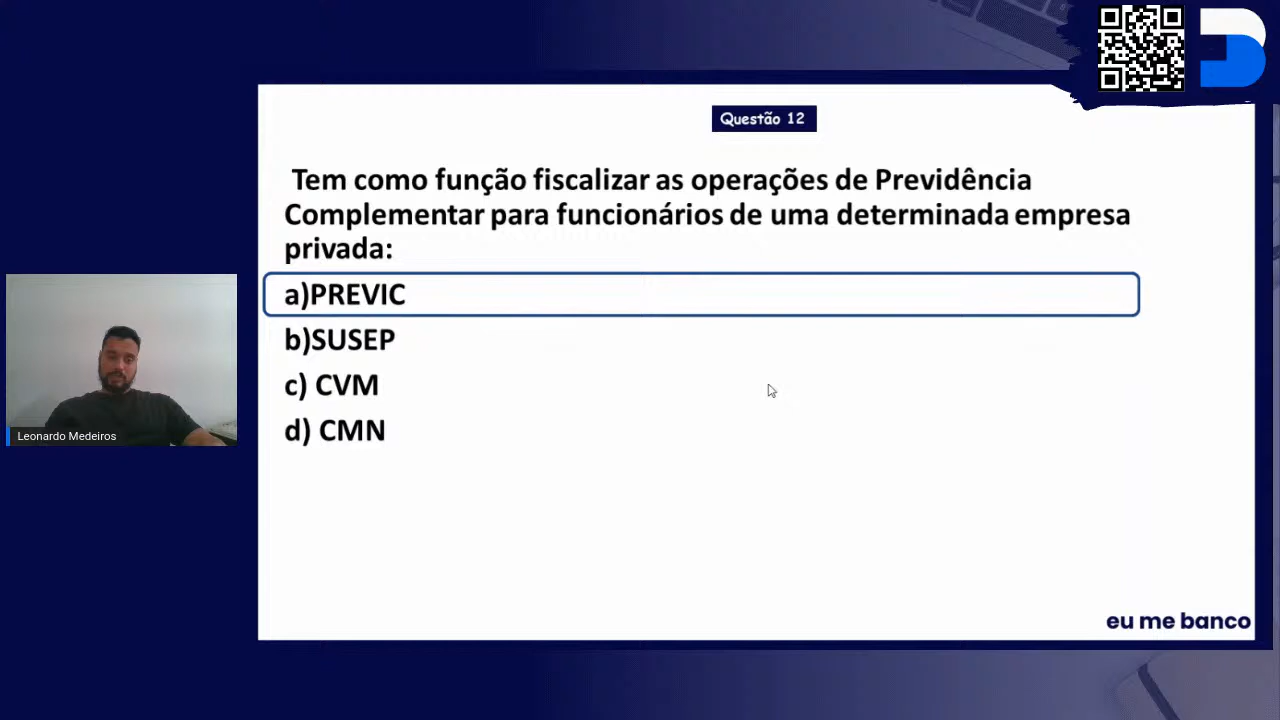 Questão 12
Tem como função fiscalizar as operações de Previdência
Complementar para funcionários de uma determinada empresa
privada:
a)PREVIC
b)SUSEP
c) CVM
d) CMN
Leonardo Medeiros
eu me banco